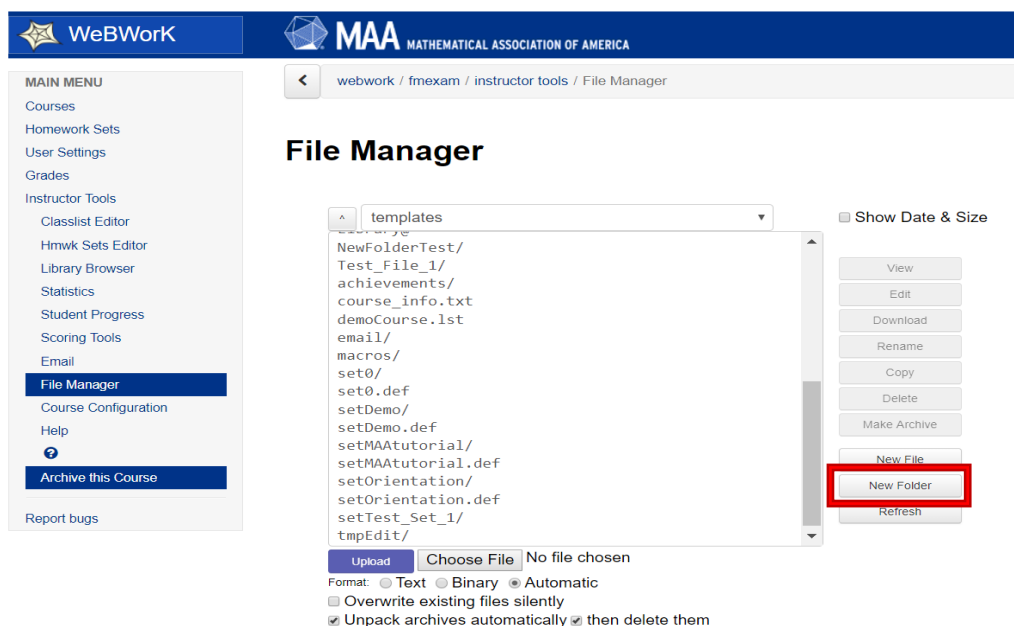 WeBWorK
MAA MATHEMATICAL ASSOCIATION OF AMERICA
MAIN MENU
Courses
Homework Sets
User Settings
Grades
Instructor Tools
Classlist Editor
Hmwk Sets Editor
Library Browser
Statistics
Student Progress
Scoring Tools
Email
File Manager
Course Configuration
Help
?
Archive this Course
Report bugs
< webwork / fmexam / instructor tools / File Manager
File Manager
^ templates ▼
Show Date & Size
NewFolderTest/
Test_File_1/
achievements/
course_info.txt
demoCourse.lst
email/
macros/
set0/
set0.def
setDemo/
setDemo.def
setMAAtutorial/
setMAAtutorial.def
setOrientation/
setOrientation.def
setTest_Set_1/
tmpEdit/
View
Edit
Download
Rename
Copy
Delete
Make Archive
New File
New Folder
Refresh
Upload Choose File No file chosen
Format: Text Binary Automatic
Overwrite existing files silently
Unpack archives automatically then delete them